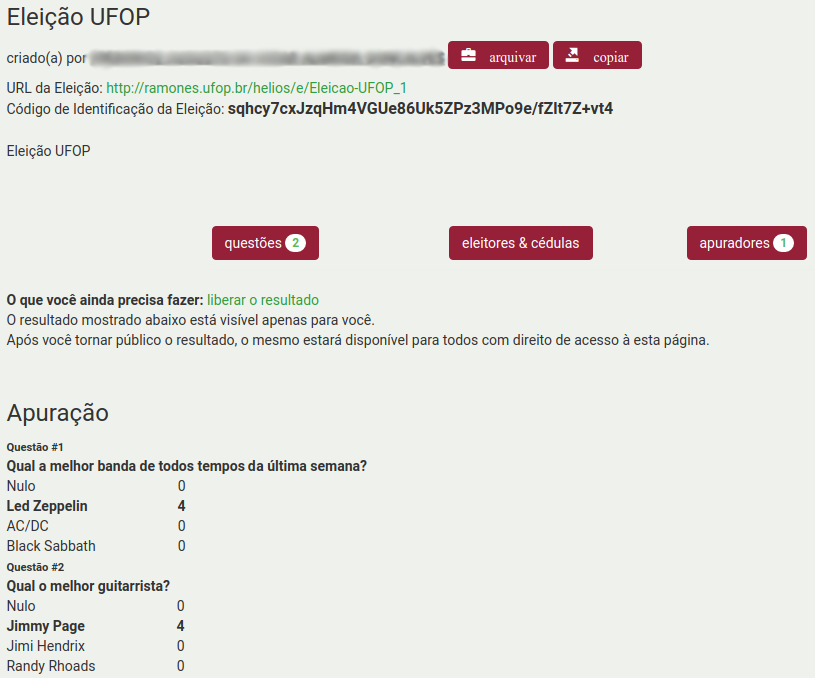 Eleição UFOP
criado(a) por arquivar copiar
URL da Eleição: http://ramones.ufop.br/helios/e/Eleicao-UFOP_1
Código de Identificação da Eleição: sqhcy7cxJzqHm4VGUe86Uk5ZPz3MPo9e/fZIt7Z+vt4
Eleição UFOP
questões 2 eleitores & cédulas apuradores 1
O que você ainda precisa fazer: liberar o resultado
O resultado mostrado abaixo está visível apenas para você.
Após você tornar público o resultado, o mesmo estará disponível para todos com direito de acesso à esta página.
Apuração
Questão #1
Qual a melhor banda de todos tempos da última semana?
Nulo 0
Led Zeppelin 4
AC/DC 0
Black Sabbath 0
Questão #2
Qual o melhor guitarrista?
Nulo 0
Jimmy Page 4
Jimi Hendrix 0
Randy Rhoads 0